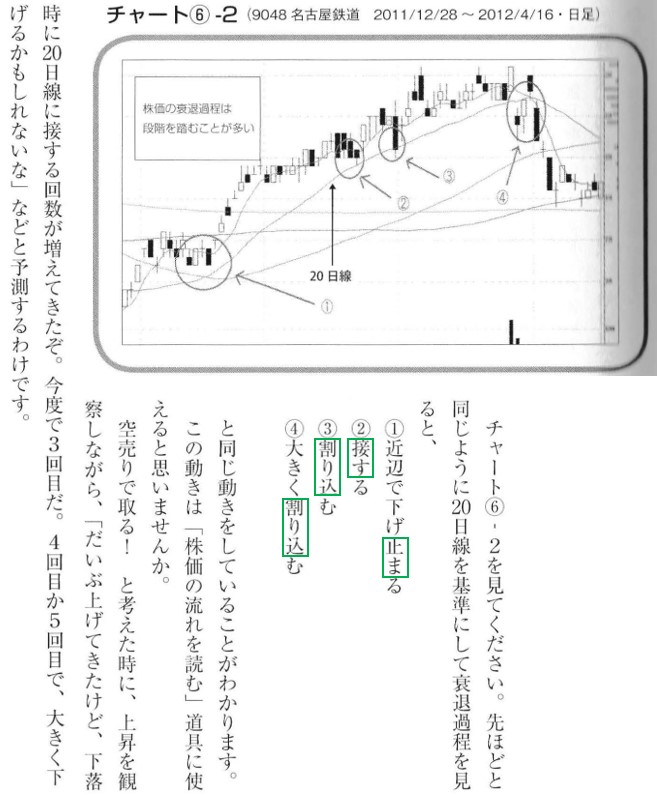 チャート⑥-2（9048 名古屋鉄道　2011/12/28 ～ 2012/4/16・日足）
株価の衰退過程は
段階を踏むことが多い
①
②
③
④
20 日線
チャート⑥-２を見てください。先ほどと
同じように20日線を基準にして衰退過程を見
ると、
①近辺で下げ止まる
②接する
③割り込む
④大きく割り込む
と同じ動きをしていることがわかります。
この動きは「株価の流れを読む」道具に使
えると思いませんか。
空売りで取る！　と考えた時に、上昇を観
察しながら、「だいぶ上げてきたけど、下落
時に20日線に接する回数が増えてきたぞ。今度で３回目だ。４回目か５回目で、大きく下
げるかもしれないな」などと予測するわけです。